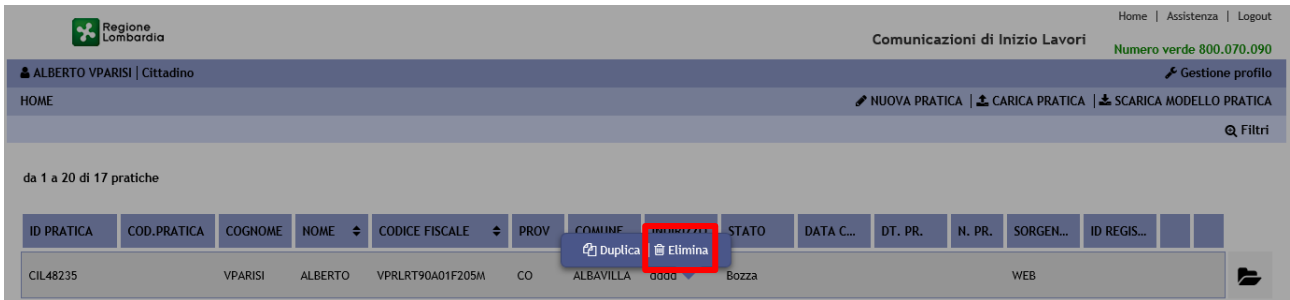 Regione
Lombardia
Home | Assistenza | Logout
Comunicazioni di Inizio Lavori
Numero verde 800.070.090
ALBERTO VPARISI | Cittadino
Gestione profilo
HOME
NUOVA PRATICA | CARICA PRATICA | SCARICA MODELLO PRATICA
Filtri
da 1 a 20 di 17 pratiche
ID PRATICA COD.PRATICA COGNOME NOME CODICE FISCALE PROV COMUNE INDIRIZZO STATO DATA C... DT. PR. N. PR. SORGEN... ID REGIS...
Duplica | Elimina
CIL48235 VPARISI ALBERTO VPRLRT90A01F205M CO ALBAVILLA dddd Bozza WEB